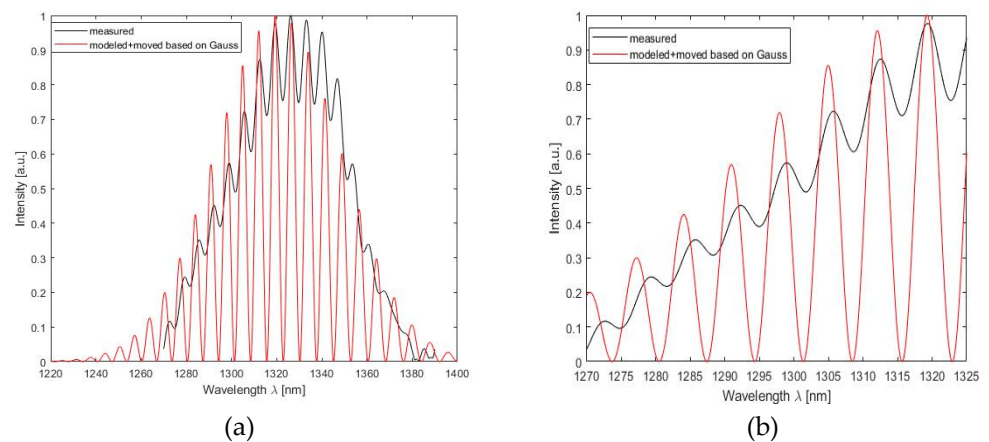 measured
modeled+moved based on Gauss
Intensity [a.u.]
1
0.9
0.8
0.7
0.6
0.5
0.4
0.3
0.2
0.1
0
1220 1240 1260 1280 1300 1320 1340 1360 1380 1400
Wavelength λ [nm]
(a)
measured
modeled+moved based on Gauss
Intensity [a.u.]
1
0.9
0.8
0.7
0.6
0.5
0.4
0.3
0.2
0.1
0
1270 1275 1280 1285 1290 1295 1300 1305 1310 1315 1320 1325
Wavelength λ [nm]
(b)